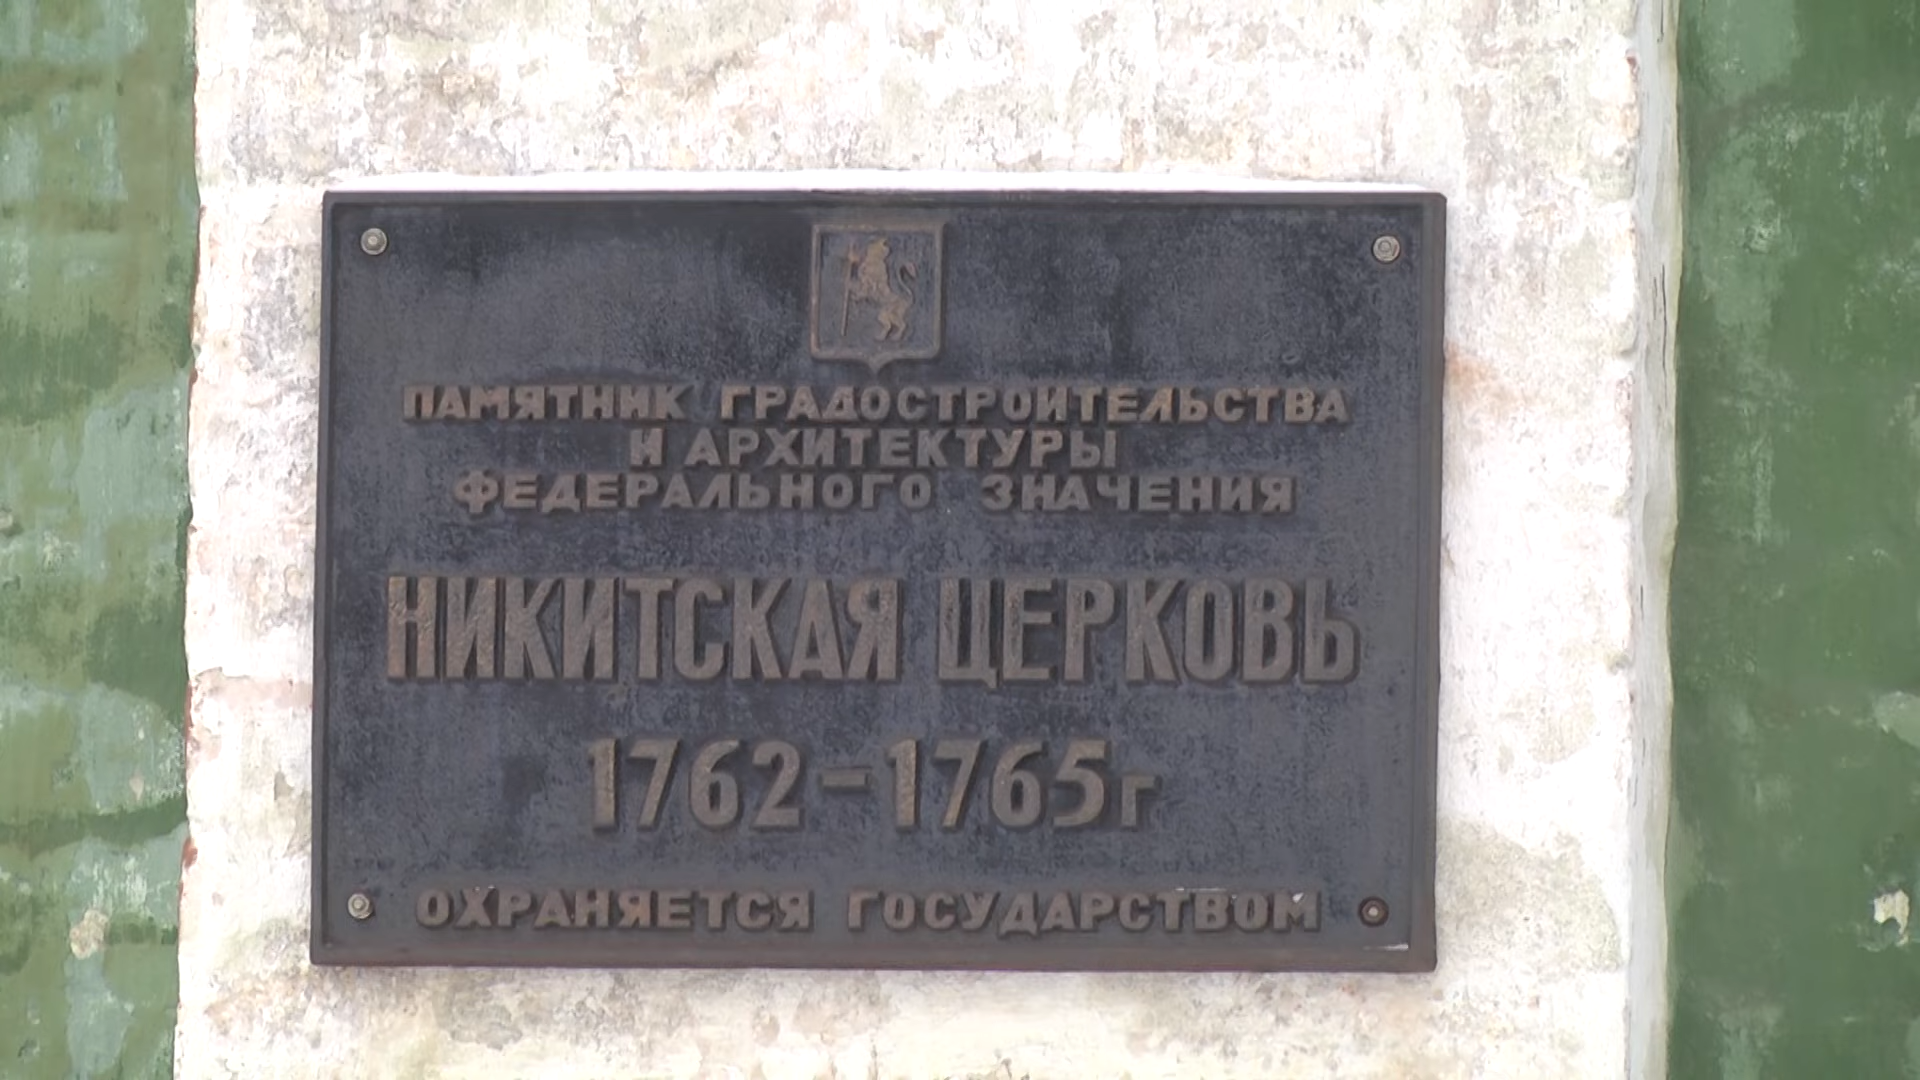 ПАМЯТНИК ГРАДОСТРОИТЕЛЬСТВА
И АРХИТЕКТУРЫ
ФЕДЕРАЛЬНОГО ЗНАЧЕНИЯ
НИКИТСКАЯ ЦЕРКОВЬ
1762-1765г
ОХРАНЯЕТСЯ ГОСУДАРСТВОМ